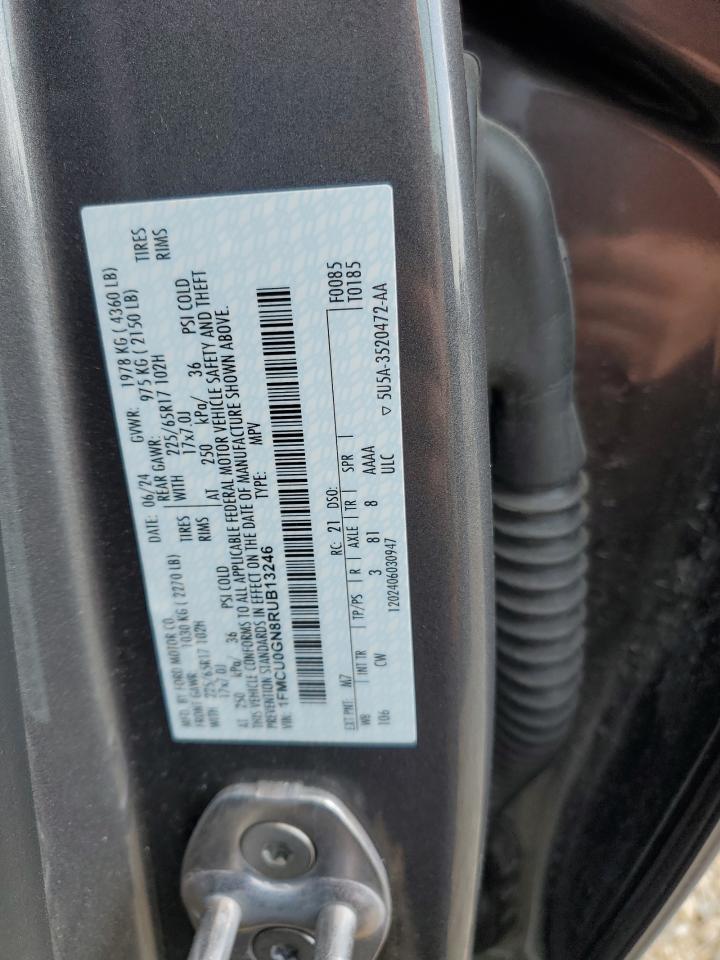 MFD. BY FORD MOTOR CO. DATE: 06/24 GVWR: 1978 KG ( 4360 LB)
FRONT GAWR: 1030 KG ( 2270 LB) REAR GAWR: 975 KG ( 2150 LB)
WITH 225/65R17 102H TIRES WITH 225/65R17 102H TIRES
17x7.0J RIMS 17x7.0J RIMS
AT 250 kPa/ 36 PSI COLD AT 250 kPa/ 36 PSI COLD
THIS VEHICLE CONFORMS TO ALL APPLICABLE FEDERAL MOTOR VEHICLE SAFETY AND THEFT
PREVENTION STANDARDS IN EFFECT ON THE DATE OF MANUFACTURE SHOWN ABOVE.
VIN: 1FMCU0GN8RUB13246 TYPE: MPV
F0085
EXT PNT: M7 RC: 21 DSO: T0185
WB INT TR TP/PS R AXLE TR SPR
106 CW 3 81 8 AAAA
ULC
1202406030947 ▽ 5U5A-3520472-AA